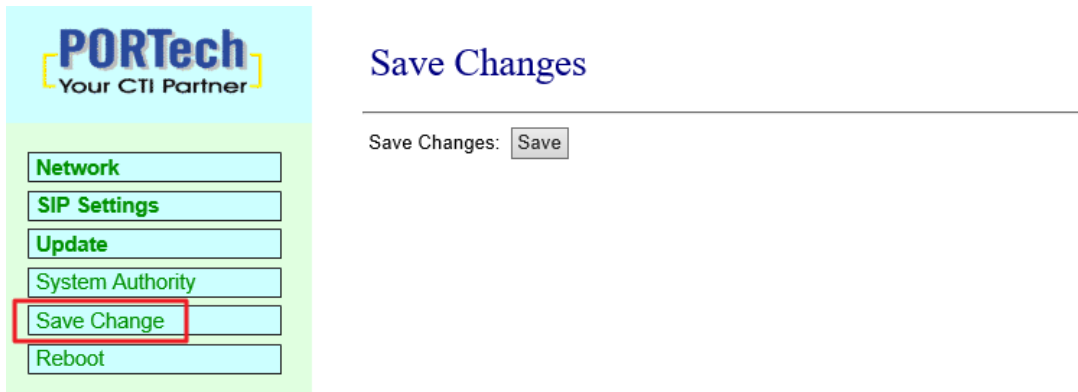 PORTech
Your CTI Partner
Network
SIP Settings
Update
System Authority
Save Change
Reboot
Save Changes
Save Changes: Save